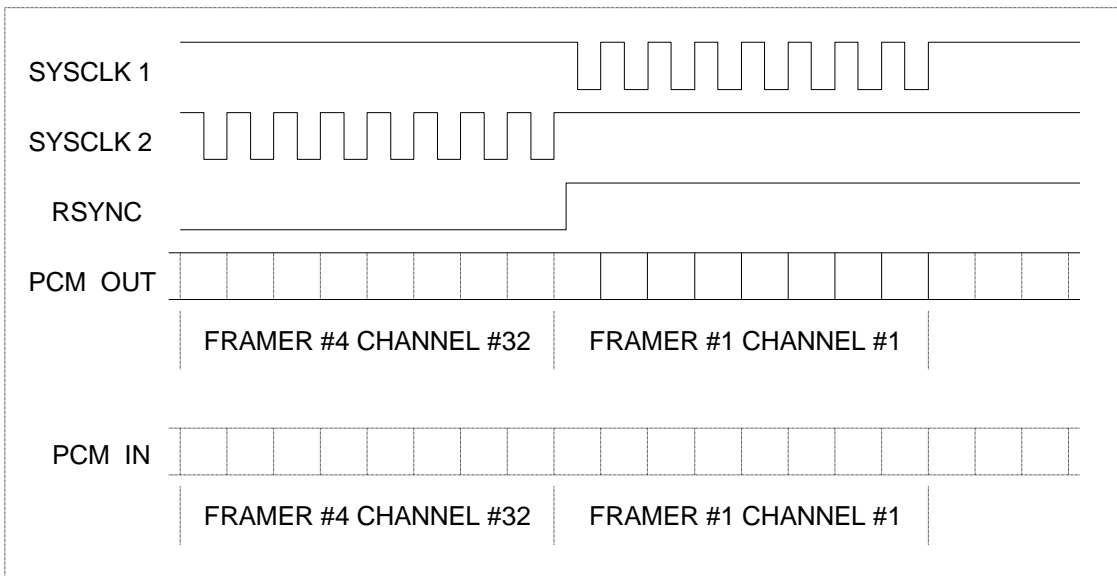 SYSCLK 1
SYSCLK 2
RSYNC
PCM OUT
FRAMER #4 CHANNEL #32 FRAMER #1 CHANNEL #1
PCM IN
FRAMER #4 CHANNEL #32 FRAMER #1 CHANNEL #1